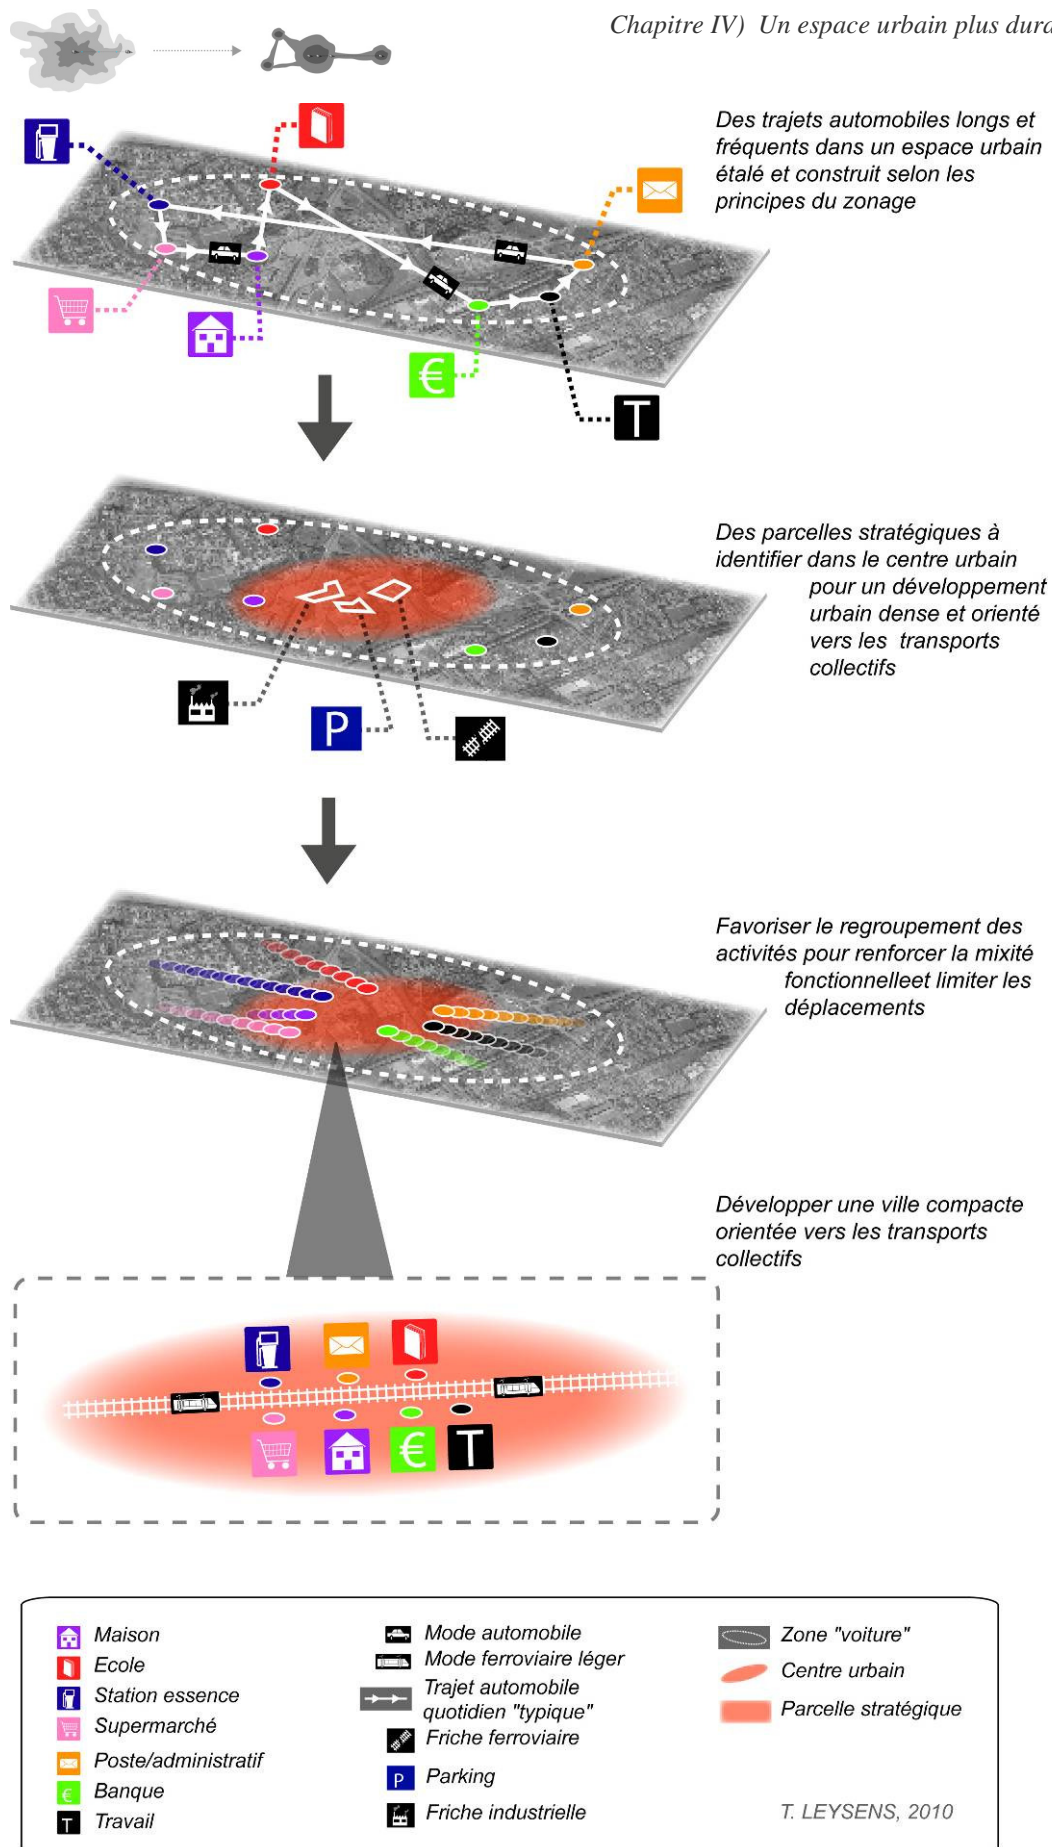 Chapitre IV) Un espace urbain plus dura
Des trajets automobiles longs et
fréquents dans un espace urbain
étalé et construit selon les
principes du zonage
€
T
Des parcelles stratégiques à
identifier dans le centre urbain
pour un développement
urbain dense et orienté
vers les transports
collectifs
P
Favoriser le regroupement des
activités pour renforcer la mixité
fonctionnelleet limiter les
déplacements
Développer une ville compacte
orientée vers les transports
collectifs
€
T
Maison
Ecole
Station essence
Supermarché
Poste/administratif
€ Banque
T Travail
Mode automobile
Mode ferroviaire léger
Trajet automobile
quotidien "typique"
Friche ferroviaire
P Parking
Friche industrielle
Zone "voiture"
Centre urbain
Parcelle stratégique
T. LEYSENS, 2010